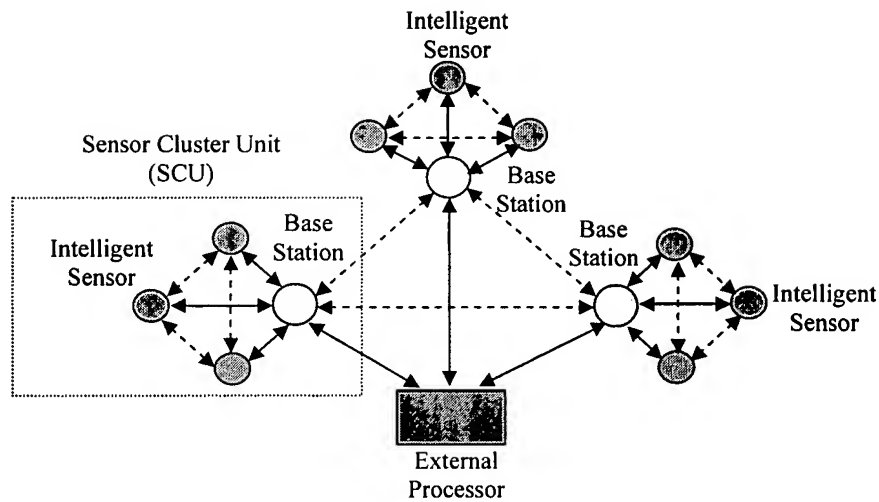 Intelligent
Sensor
Sensor Cluster Unit
(SCU)
Base
Station
Intelligent
Sensor
Base
Station
Base
Station
Intelligent
Sensor
External
Processor